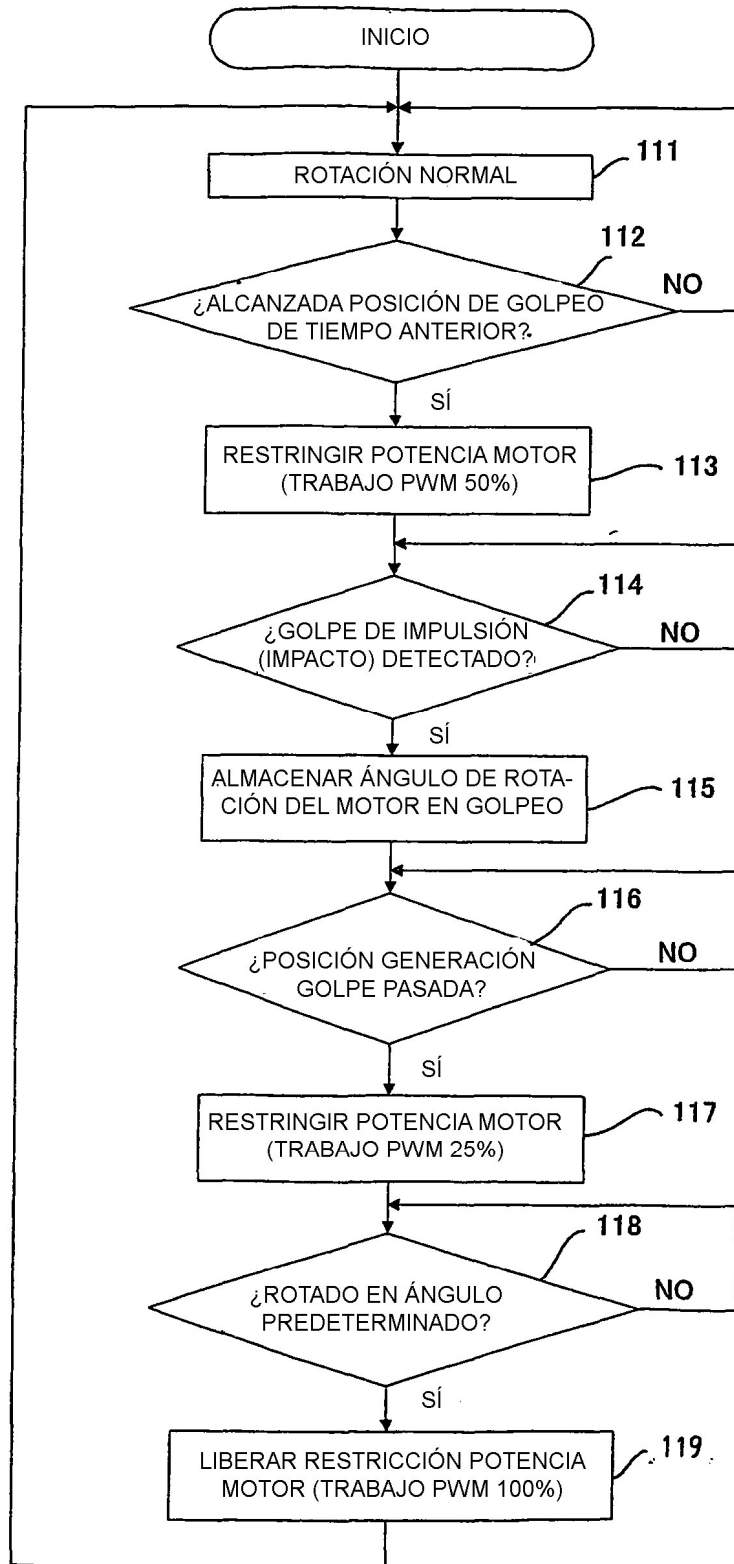 INICIO
111
ROTACIÓN NORMAL
112
NO
¿ALCANZADA POSICIÓN DE GOLPEO
DE TIEMPO ANTERIOR?
SÍ
RESTRINGIR POTENCIA MOTOR
(TRABAJO PWM 50%)
113
114
NO
¿GOLPE DE IMPULSIÓN
(IMPACTO) DETECTADO?
SÍ
ALMACENAR ÁNGULO DE ROTA-
CIÓN DEL MOTOR EN GOLPEO
115
116
NO
¿POSICIÓN GENERACIÓN
GOLPE PASADA?
SÍ
RESTRINGIR POTENCIA MOTOR
(TRABAJO PWM 25%)
117
118
NO
¿ROTADO EN ÁNGULO
PREDETERMINADO?
SÍ
LIBERAR RESTRICCIÓN POTENCIA
MOTOR (TRABAJO PWM 100%)
119